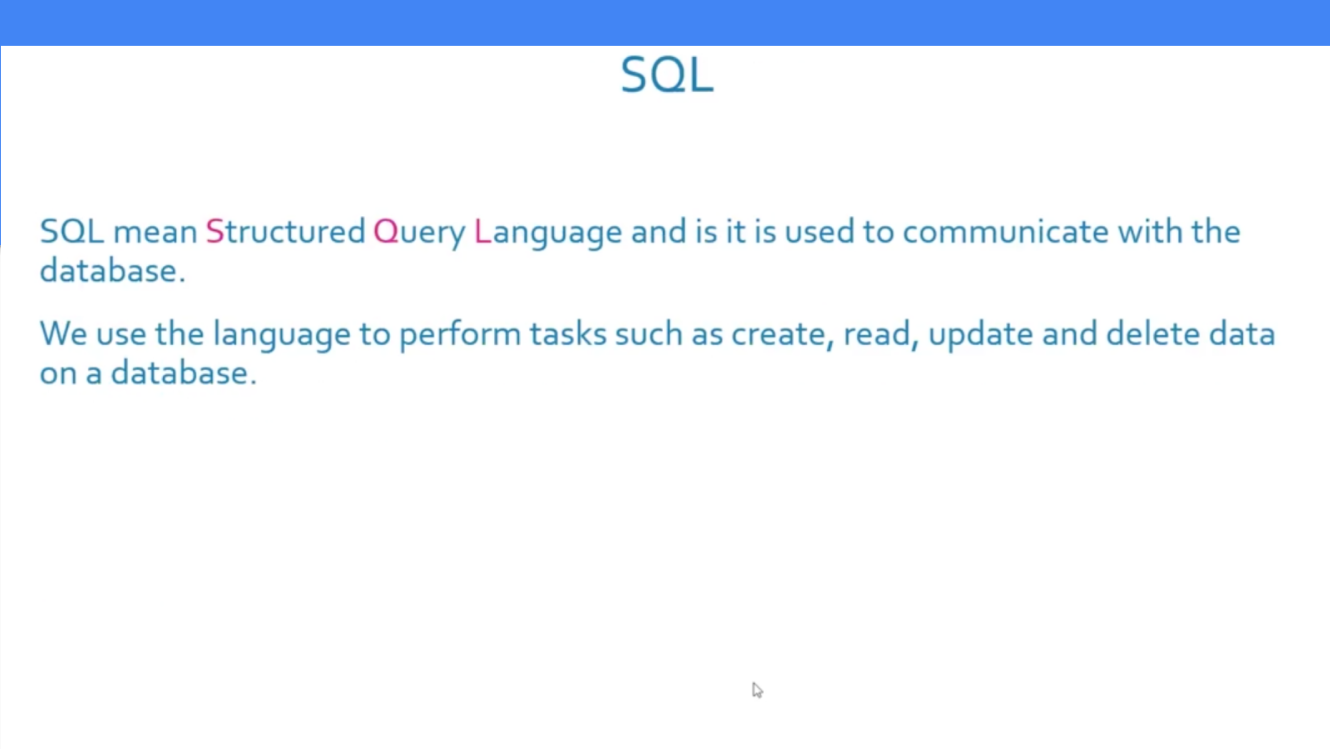 SQL
SQL mean Structured Query Language and is it is used to communicate with the
database.
We use the language to perform tasks such as create, read, update and delete data
on a database.